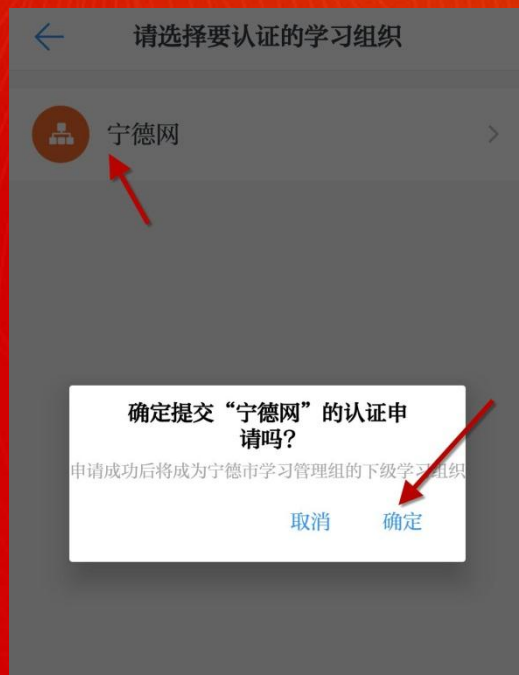 请选择要认证的学习组织
宁德网
确定提交“宁德网”的认证申
请吗?
申请成功后将成为宁德市学习管理组的下级学习组织
取消 确定